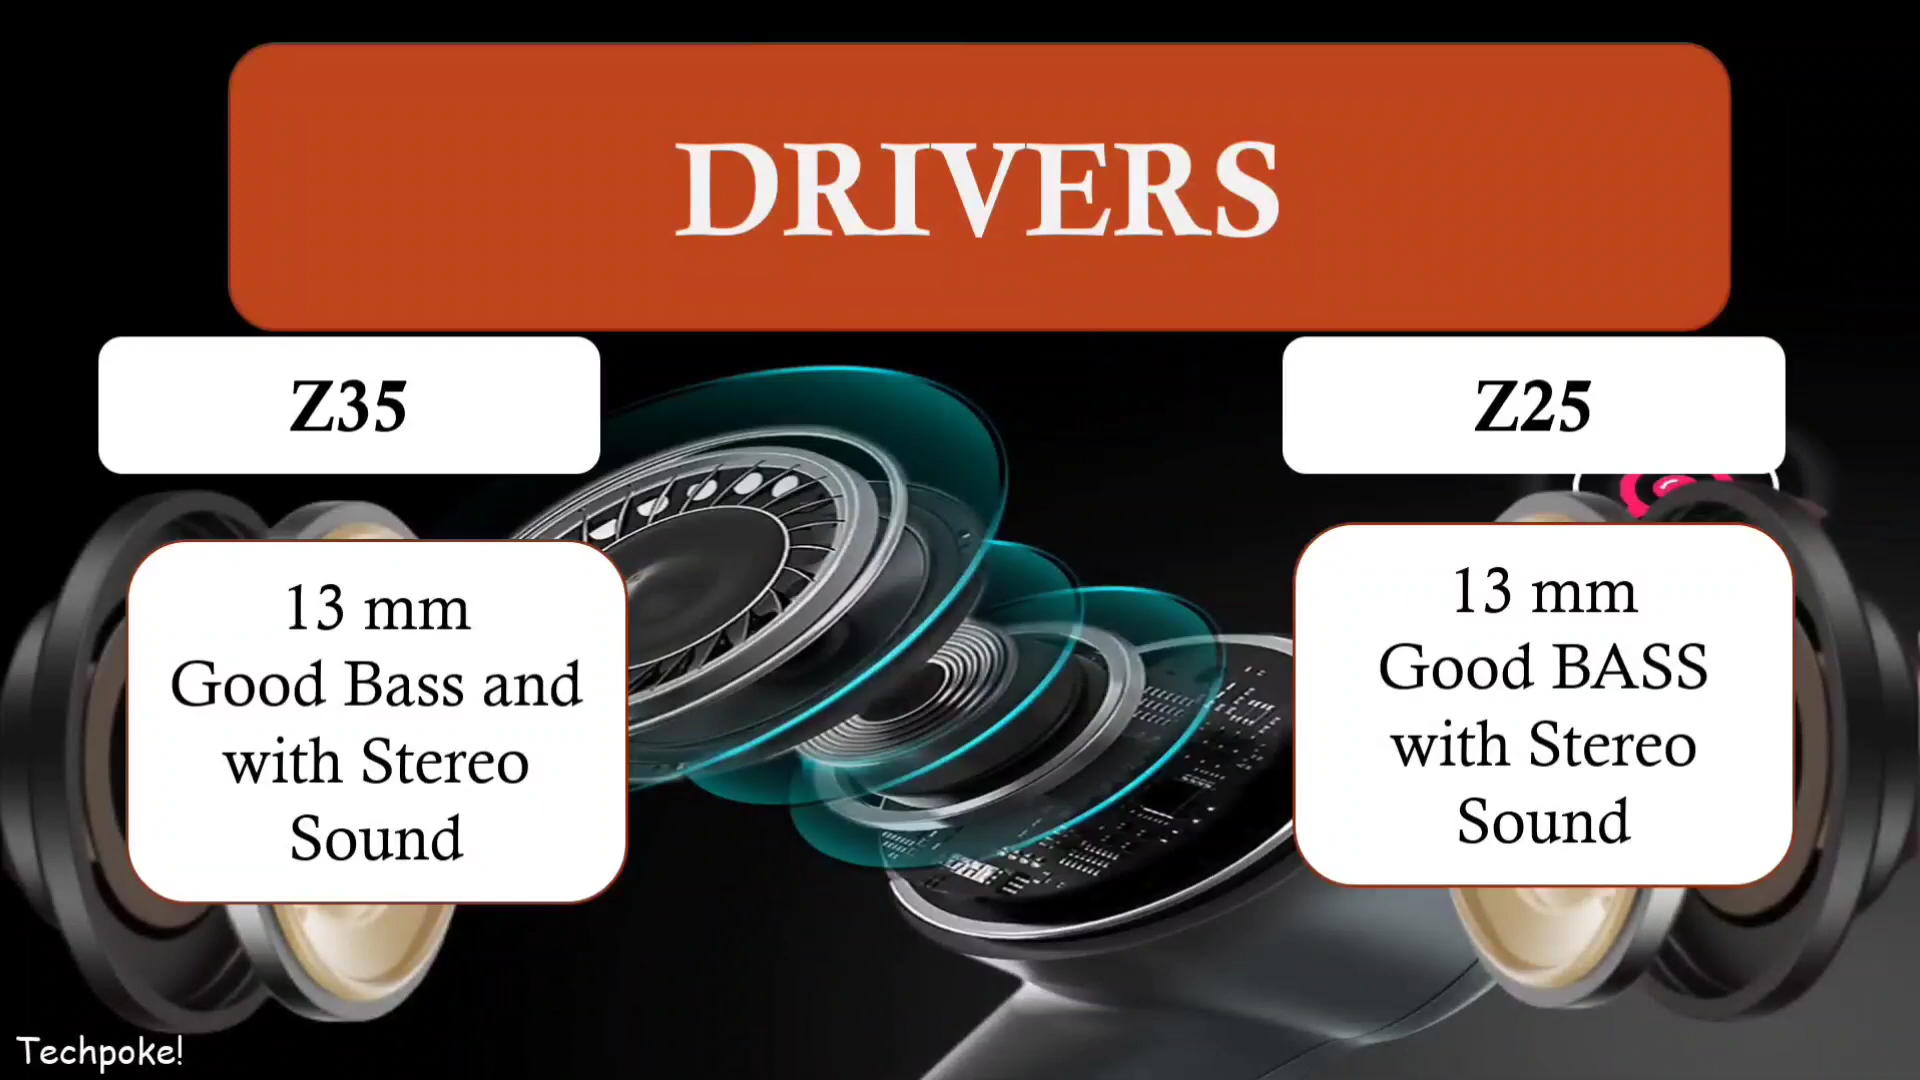 DRIVERS
Z35
Z25
13 mm
Good Bass and
with Stereo
Sound
13 mm
Good BASS
with Stereo
Sound
Techpoke!